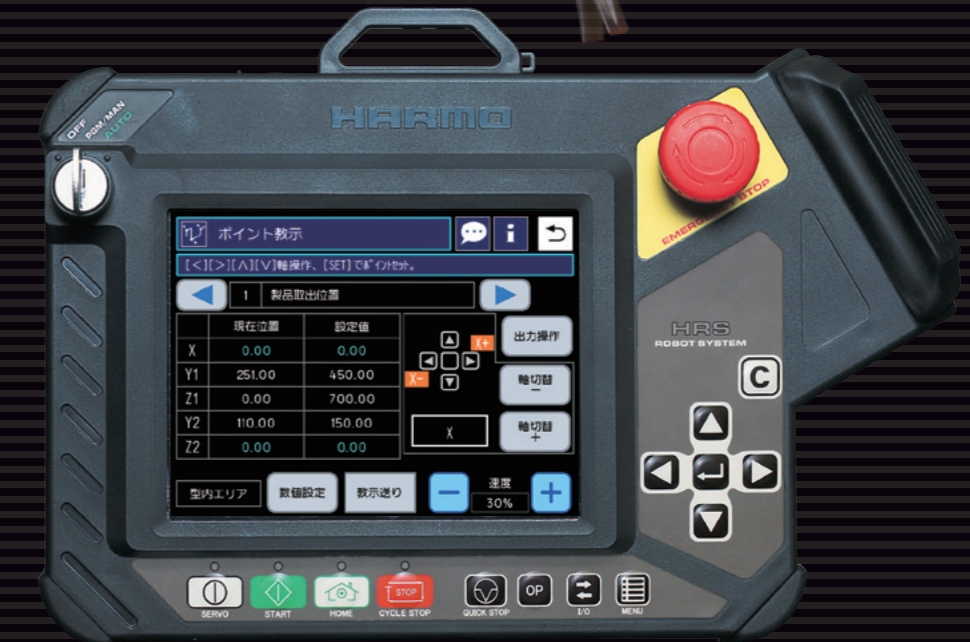 HARMO
OFF
PGM/MAN
AUTO
EMERGENCY STOP
ポイント教示
i
[<][>][∧][∨]軸操作、[SET]でポイントセット。
1 製品取出位置
現在位置 設定値
X 0.00 0.00
Y1 251.00 450.00
Z1 0.00 700.00
Y2 110.00 150.00
Z2 0.00 0.00
X+
X-
X
出力操作
軸切替
－
軸切替
＋
型内エリア
数値設定
教示送り
－
速度
30%
＋
HRS
ROBOT SYSTEM
C
SERVO
START
HOME
STOP
CYCLE STOP
QUICK STOP
OP
I/O
MENU